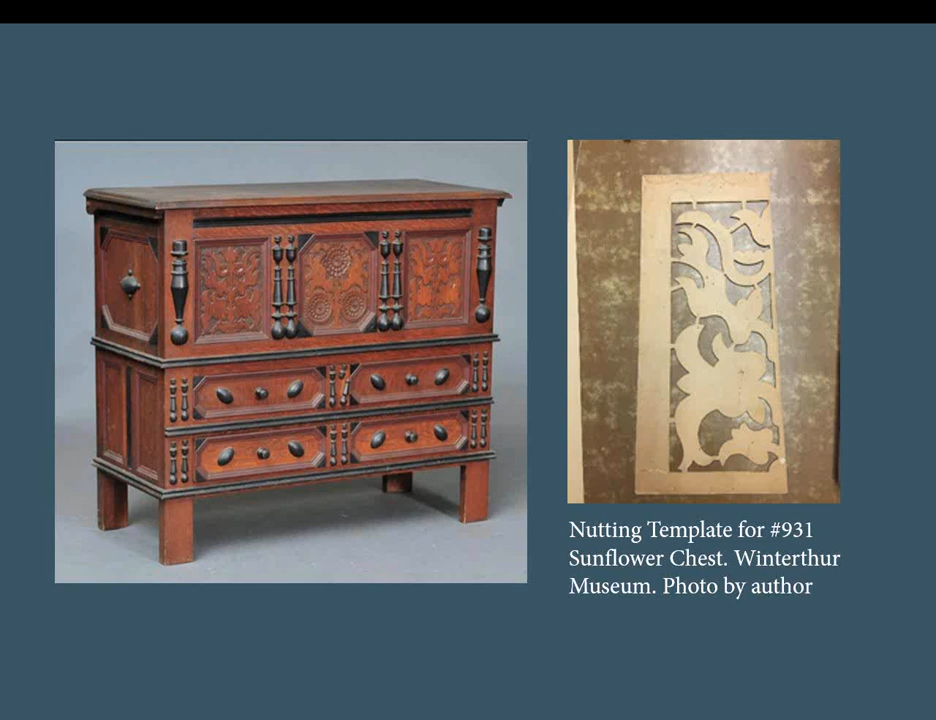 Nutting Template for #931
Sunflower Chest. Winterthur
Museum. Photo by author